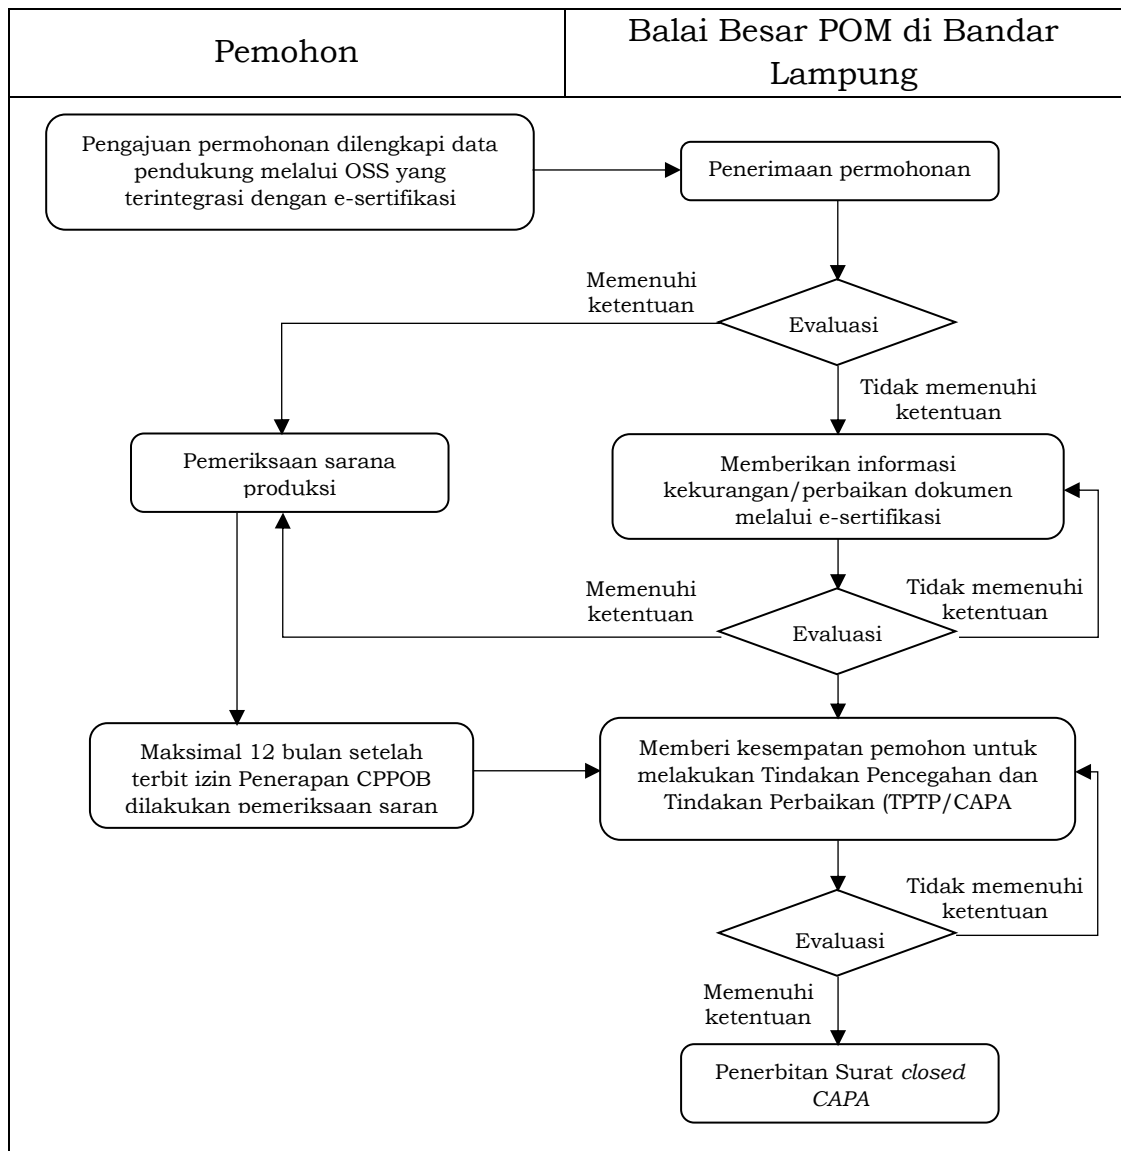 Pemohon
Balai Besar POM di Bandar
Lampung
Pengajuan permohonan dilengkapi data
pendukung melalui OSS yang
terintegrasi dengan e-sertifikasi
Penerimaan permohonan
Memenuhi
ketentuan
Evaluasi
Tidak memenuhi
ketentuan
Pemeriksaan sarana
produksi
Memberikan informasi
kekurangan/perbaikan dokumen
melalui e-sertifikasi
Memenuhi
ketentuan
Evaluasi
Tidak memenuhi
ketentuan
Maksimal 12 bulan setelah
terbit izin Penerapan CPPOB
dilakukan pemeriksaan saran
Memberi kesempatan pemohon untuk
melakukan Tindakan Pencegahan dan
Tindakan Perbaikan (TPTP/CAPA
Tidak memenuhi
ketentuan
Evaluasi
Memenuhi
ketentuan
Penerbitan Surat closed
CAPA